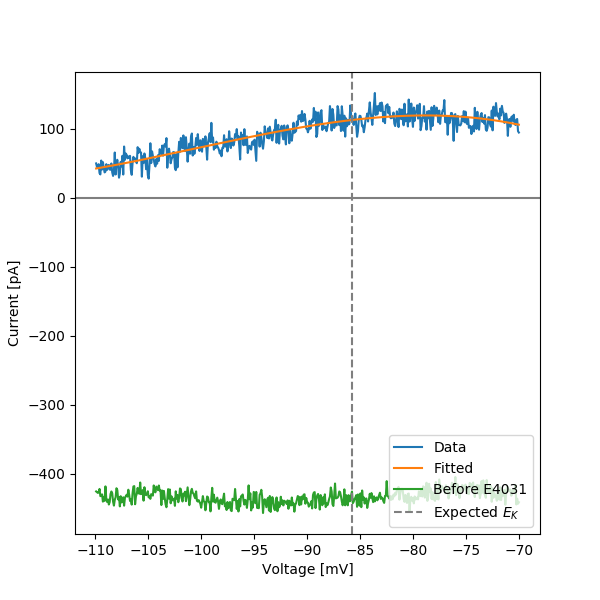 100
0
−100
−200
−300
−400
Current [pA]
−110 −105 −100 −95 −90 −85 −80 −75 −70
Voltage [mV]
Data
Fitted
Before E4031
Expected E_K